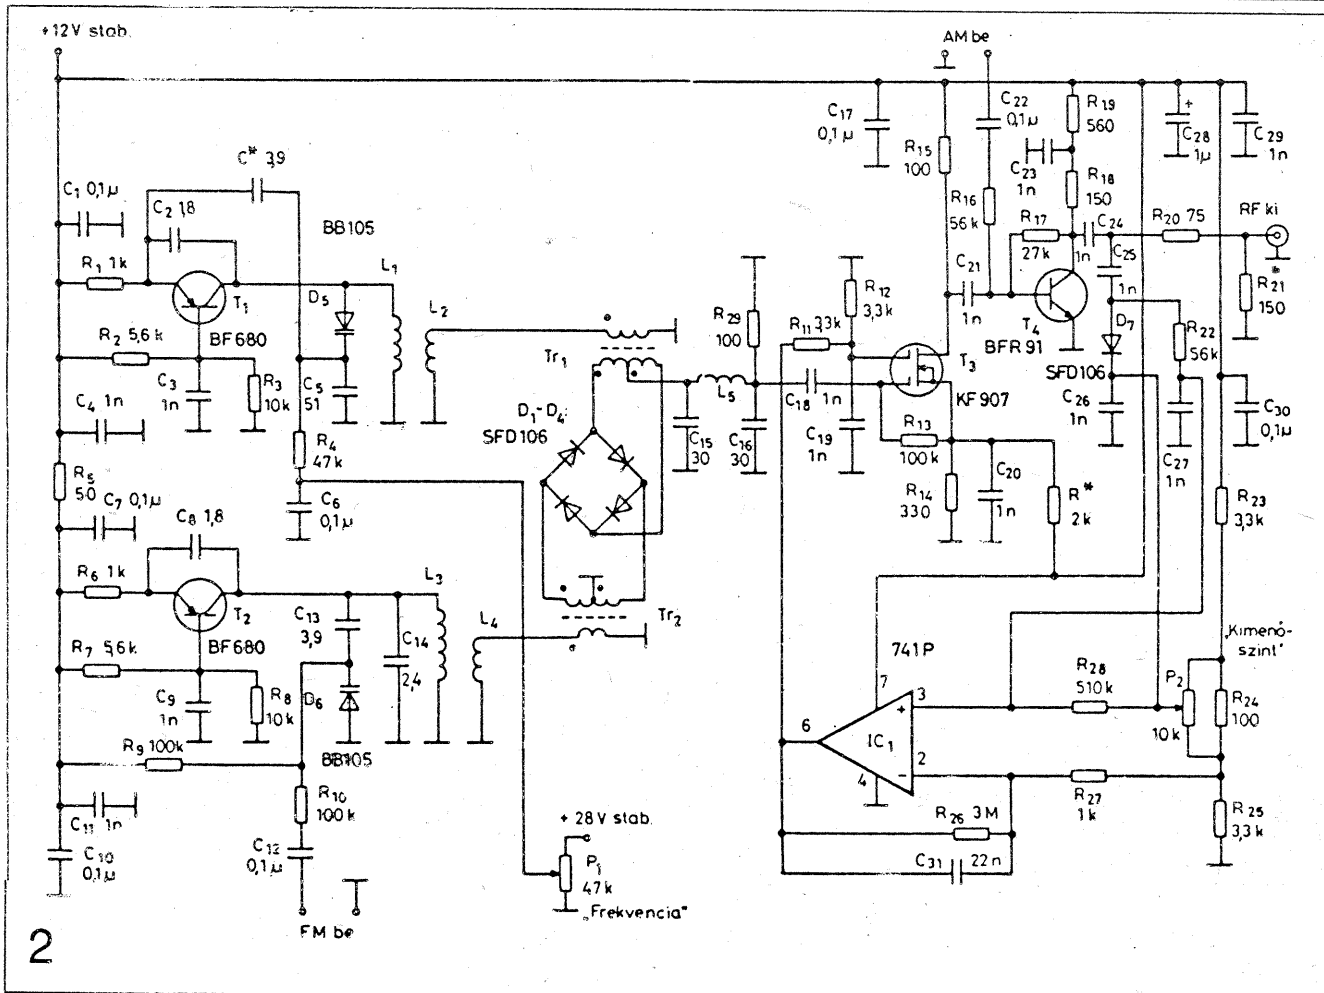 +12V stab.
AM be
C1 0,1µ
C* 3,9
C2 1,8
BB105
R1 1k
T1
BF680
D5
L1
L2
R2 5,6k
C3
1n
R3
10k
C4 1n
C5
51
R4
47k
R5
50
C6
0,1µ
C7 0,1µ
C8 1,8
R6 1k
T2
BF680
R7 5,6k
C9
1n
R8
10k
D6
BB105
C13
3,9
C14
2,4
L3
L4
R9 100k
R10
100k
C11 1n
C10
0,1µ
C12
0,1µ
FM be
Tr1
D1-D4:
SFD106
Tr2
+28V stab.
P1
47k
„Frekvencia"
C15
30
L5
C16
30
R29
100
C17
0,1µ
R15
100
C22
0,1µ
R16
56k
R11 3,3k
R12
3,3k
C18 1n
C19
1n
T3
KF907
R13
100k
R14
330
C20
1n
R*
2k
C21
1n
R17
27k
C23
1n
R19
560
R18
150
C24
1n
T4
BFR91
C25
1n
R20 75
RF ki
*
R21
150
C28
1µ
+
C29
1n
D7
SFD106
R22
56k
C26
1n
C27
1n
C30
0,1µ
R23
3,3k
„Kimenő-
szint"
P2
10k
R24
100
R28
510k
741P
7
3
+
6
IC1
2
-
4
R27
1k
R25
3,3k
R26 3M
C31 22n
2